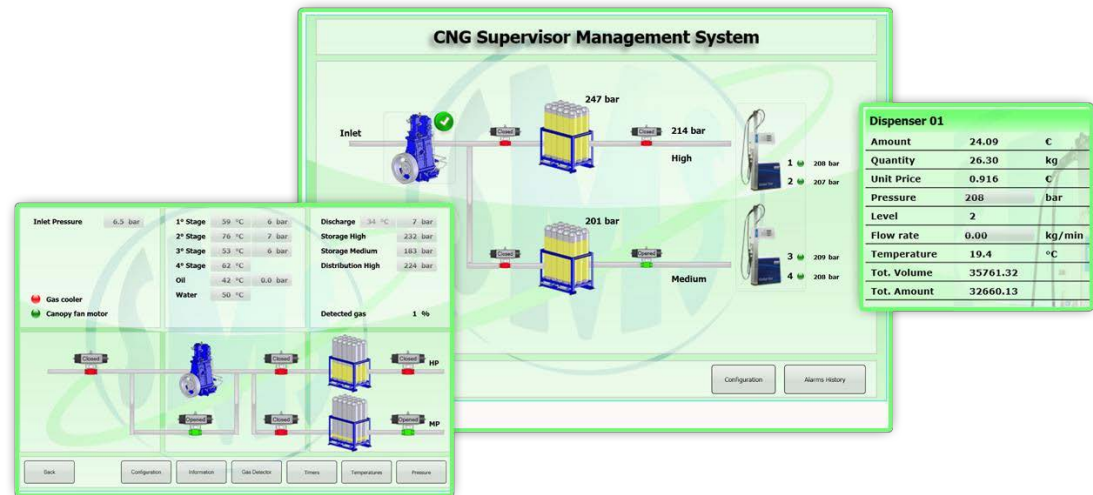 CNG Supervisor Management System
247 bar
Inlet
Closed
Closed
214 bar
High
1 208 bar
2 207 bar
201 bar
Closed
Opened
Medium
3 209 bar
4 208 bar
Configuration
Alarms History
Dispenser 01
Amount 24.09 €
Quantity 26.30 kg
Unit Price 0.916 €
Pressure 208 bar
Level 2
Flow rate 0.00 kg/min
Temperature 19.4 °C
Tot. Volume 35761.32
Tot. Amount 32660.13
Inlet Pressure 6.5 bar
1° Stage 59 °C 6 bar
2° Stage 76 °C 7 bar
3° Stage 53 °C 6 bar
4° Stage 62 °C
Oil 42 °C 0.0 bar
Water 50 °C
Discharge 34 °C 7 bar
Storage High 232 bar
Storage Medium 183 bar
Distribution High 224 bar
Detected gas 1 %
Gas cooler
Canopy fan motor
Closed
Closed
Closed
HP
Opened
Closed
Opened
MP
Back
Configuration
Information
Gas Detector
Timers
Temperatures
Pressure